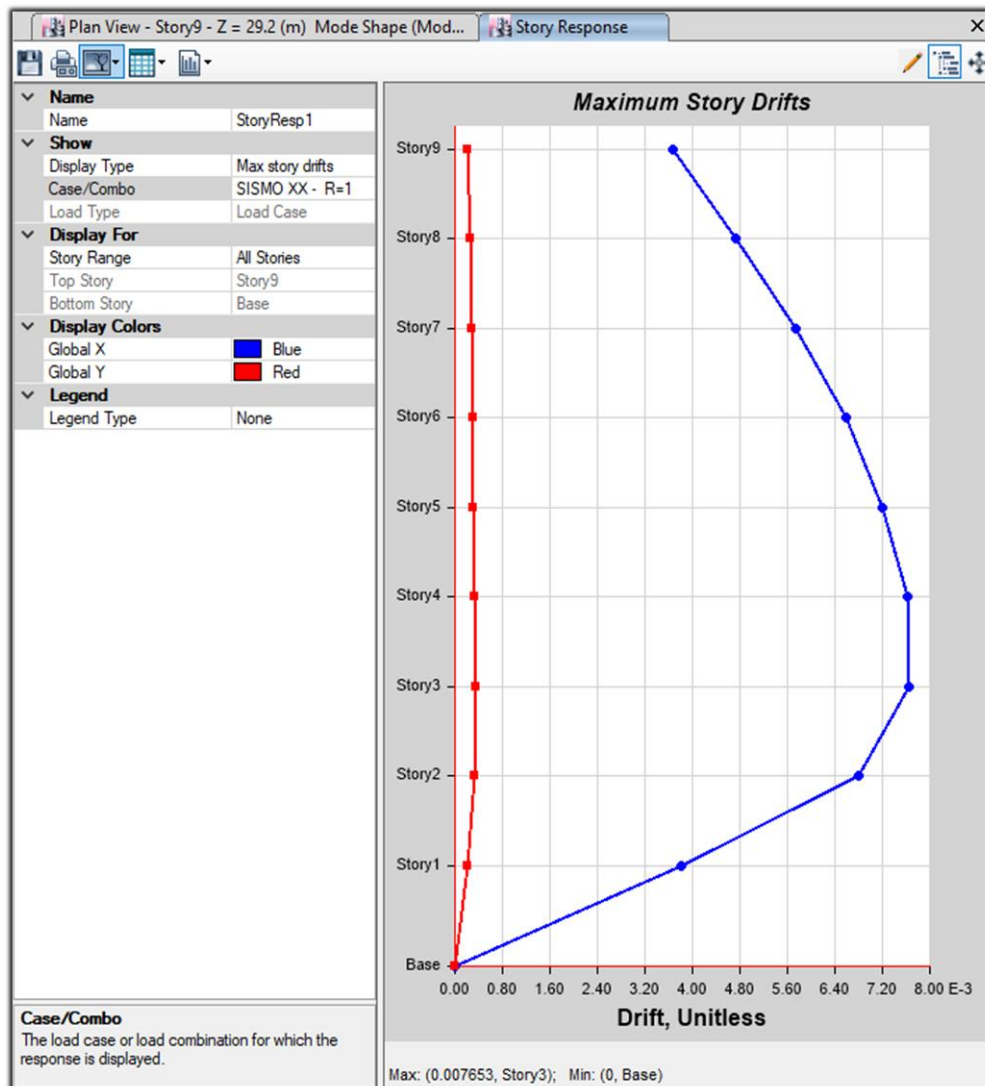 Plan View - Story9 - Z = 29.2 (m) Mode Shape (Mod...
Story Response
Name
Name StoryResp1
Show
Display Type Max story drifts
Case/Combo SISMO XX - R=1
Load Type Load Case
Display For
Story Range All Stories
Top Story Story9
Bottom Story Base
Display Colors
Global X Blue
Global Y Red
Legend
Legend Type None
Case/Combo
The load case or load combination for which the
response is displayed.
Maximum Story Drifts
Story9
Story8
Story7
Story6
Story5
Story4
Story3
Story2
Story1
Base
0.00 0.80 1.60 2.40 3.20 4.00 4.80 5.60 6.40 7.20 8.00 E-3
Drift, Unitless
Max: (0.007653, Story3); Min: (0, Base)